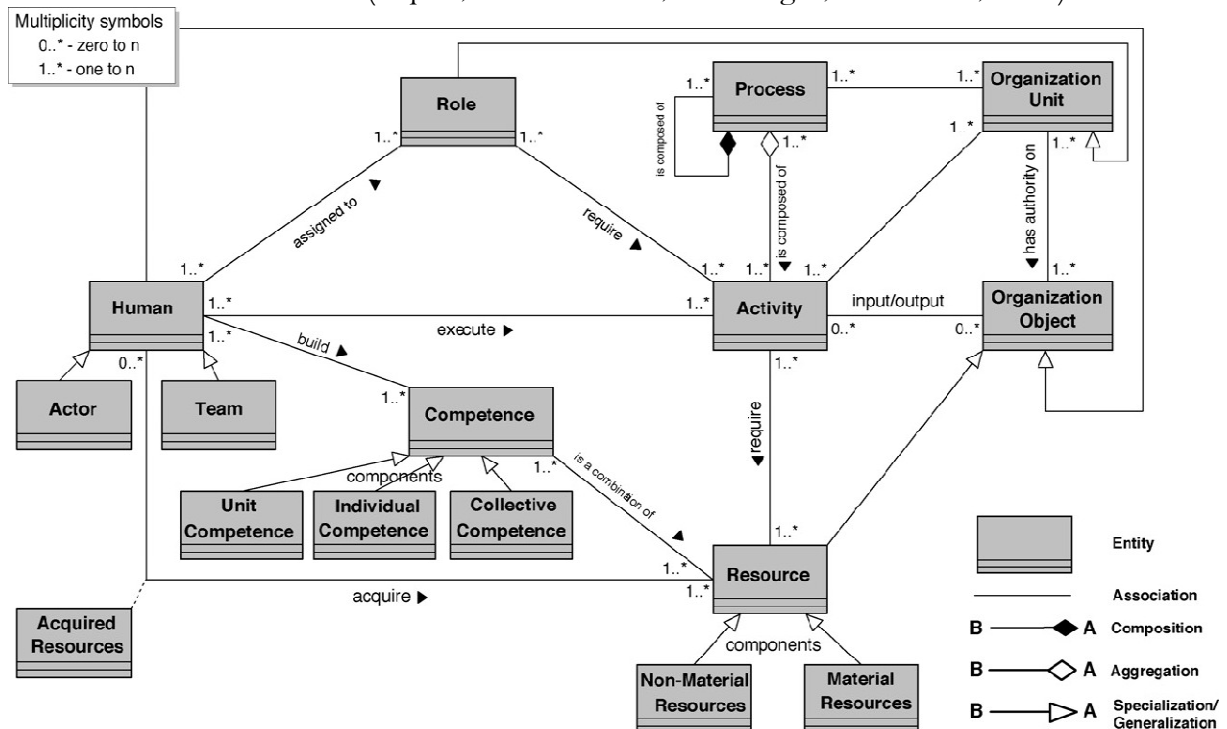 Multiplicity symbols
0..* - zero to n
1..* - one to n
Role
1..*
1..*
Process
1..*
1..*
1..*
is composed of
is composed of
1..*
Organization
Unit
1..*
1..*
1..*
has authority on
1..*
assigned to
require
1..*
Human
1..*
1..*
0..*
execute
build
1..*
1..*
1..*
1..*
Activity
0..*
1..*
input/output
0..*
Organization
Object
Actor
Team
1..*
Competence
1..*
components
Unit
Competence
Individual
Competence
Collective
Competence
is a combination of
1..*
require
1..*
1..*
Resource
acquire
Acquired
Resources
components
Non-Material
Resources
Material
Resources
Entity
Association
B A Composition
B A Aggregation
B A Specialization/
Generalization